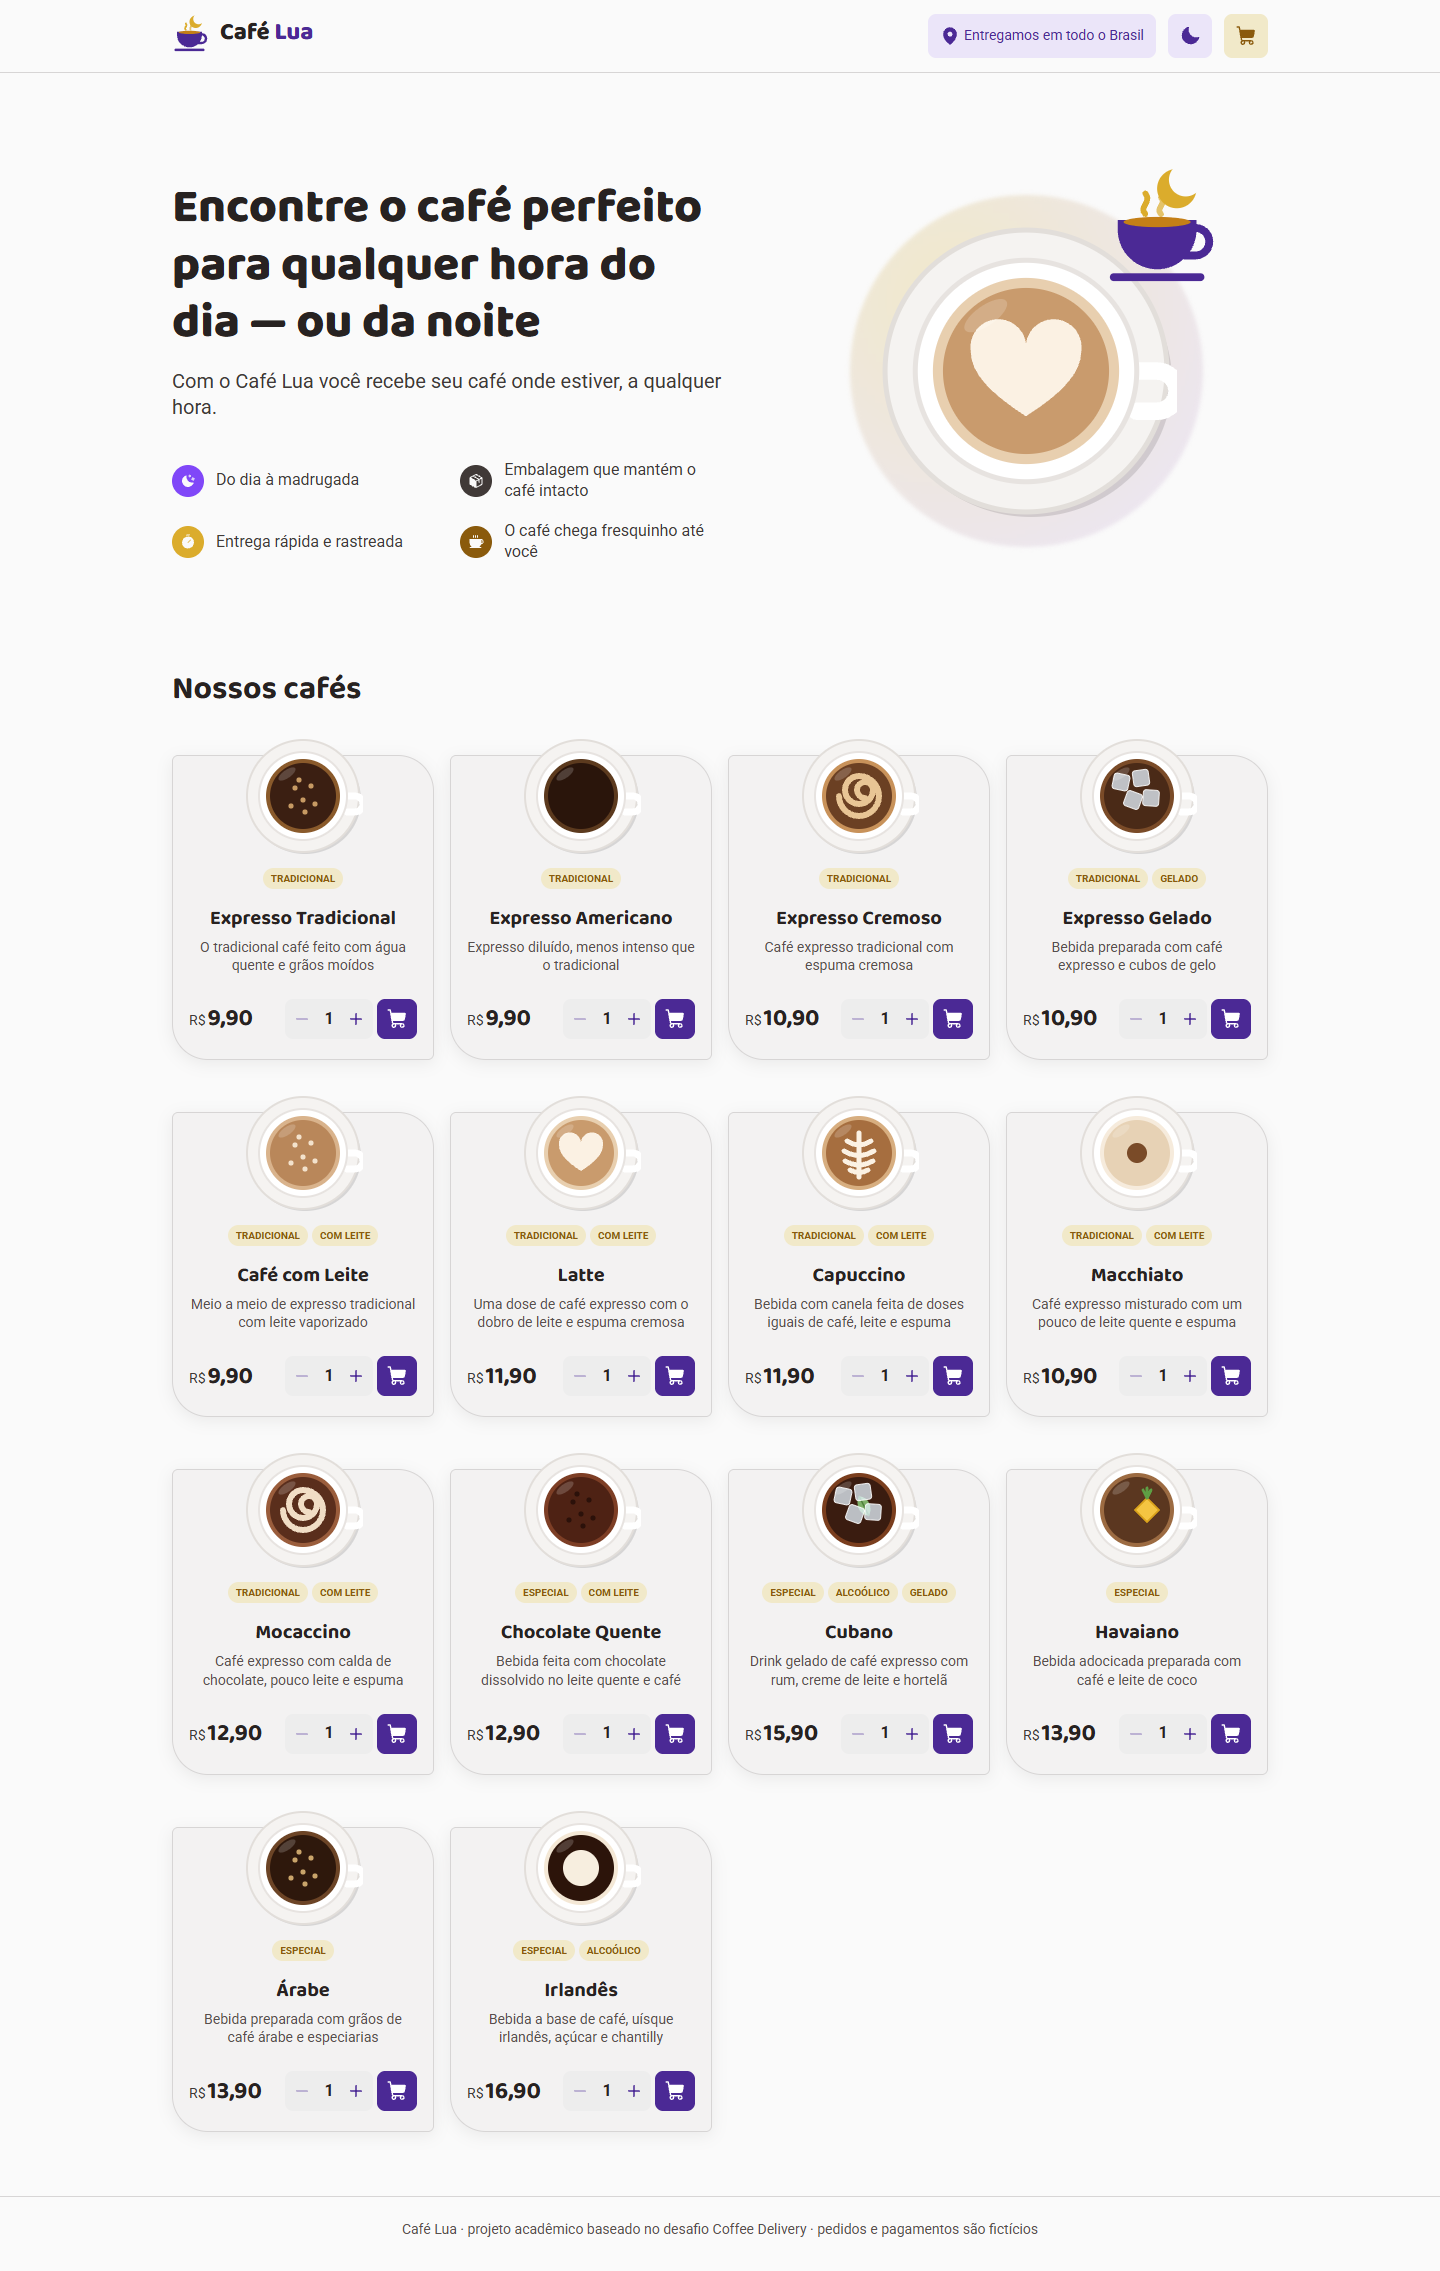 Café Lua
Entregamos em todo o Brasil
Encontre o café perfeito
para qualquer hora do
dia — ou da noite
Com o Café Lua você recebe seu café onde estiver, a qualquer
hora.
Do dia à madrugada
Embalagem que mantém o
café intacto
Entrega rápida e rastreada
O café chega fresquinho até
você
Nossos cafés
TRADICIONAL
Expresso Tradicional
O tradicional café feito com água
quente e grãos moídos
R$ 9,90
1
TRADICIONAL
Expresso Americano
Expresso diluído, menos intenso que
o tradicional
R$ 9,90
1
TRADICIONAL
Expresso Cremoso
Café expresso tradicional com
espuma cremosa
R$ 10,90
1
TRADICIONAL GELADO
Expresso Gelado
Bebida preparada com café
expresso e cubos de gelo
R$ 10,90
1
TRADICIONAL COM LEITE
Café com Leite
Meio a meio de expresso tradicional
com leite vaporizado
R$ 9,90
1
TRADICIONAL COM LEITE
Latte
Uma dose de café expresso com o
dobro de leite e espuma cremosa
R$ 11,90
1
TRADICIONAL COM LEITE
Capuccino
Bebida com canela feita de doses
iguais de café, leite e espuma
R$ 11,90
1
TRADICIONAL COM LEITE
Macchiato
Café expresso misturado com um
pouco de leite quente e espuma
R$ 10,90
1
TRADICIONAL COM LEITE
Mocaccino
Café expresso com calda de
chocolate, pouco leite e espuma
R$ 12,90
1
ESPECIAL COM LEITE
Chocolate Quente
Bebida feita com chocolate
dissolvido no leite quente e café
R$ 12,90
1
ESPECIAL ALCOÓLICO GELADO
Cubano
Drink gelado de café expresso com
rum, creme de leite e hortelã
R$ 15,90
1
ESPECIAL
Havaiano
Bebida adocicada preparada com
café e leite de coco
R$ 13,90
1
ESPECIAL
Árabe
Bebida preparada com grãos de
café árabe e especiarias
R$ 13,90
1
ESPECIAL ALCOÓLICO
Irlandês
Bebida a base de café, uísque
irlandês, açúcar e chantilly
R$ 16,90
1
Café Lua · projeto acadêmico baseado no desafio Coffee Delivery · pedidos e pagamentos são fictícios